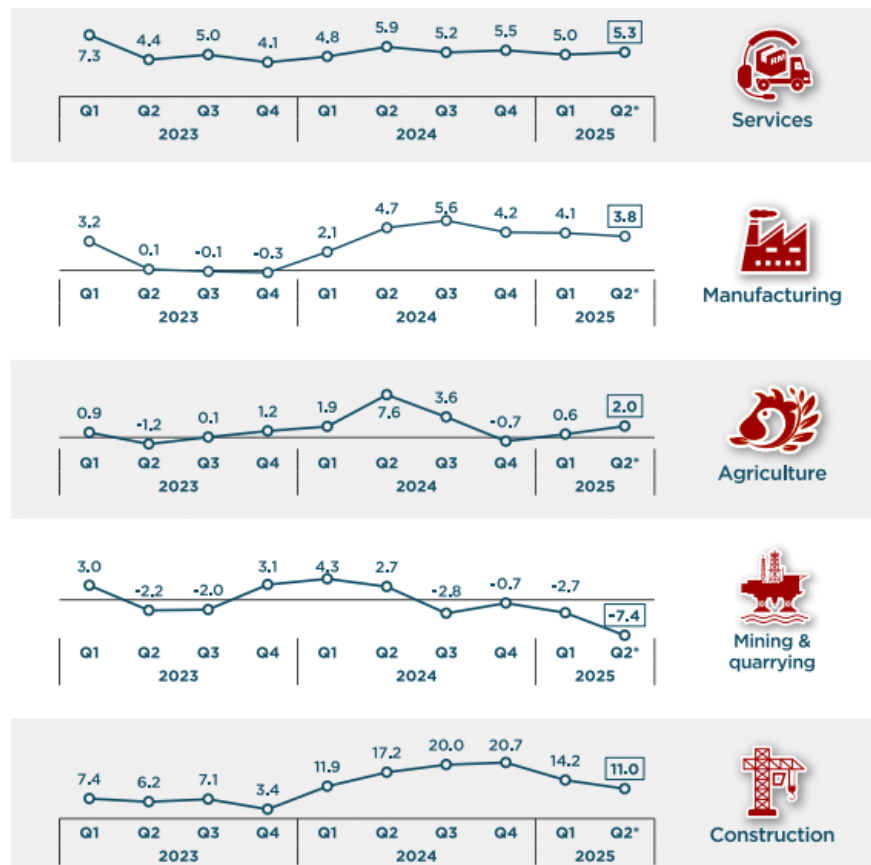 7.3 4.4 5.0 4.1 4.8 5.9 5.2 5.5 5.0 5.3
Q1 Q2 Q3 Q4 Q1 Q2 Q3 Q4 Q1 Q2*
2023 2024 2025
RM
Services
3.2 0.1 -0.1 -0.3 2.1 4.7 5.6 4.2 4.1 3.8
Q1 Q2 Q3 Q4 Q1 Q2 Q3 Q4 Q1 Q2*
2023 2024 2025
Manufacturing
0.9 -1.2 0.1 1.2 1.9 7.6 3.6 -0.7 0.6 2.0
Q1 Q2 Q3 Q4 Q1 Q2 Q3 Q4 Q1 Q2*
2023 2024 2025
Agriculture
3.0 -2.2 -2.0 3.1 4.3 2.7 -2.8 -0.7 -2.7 -7.4
Q1 Q2 Q3 Q4 Q1 Q2 Q3 Q4 Q1 Q2*
2023 2024 2025
Mining &
quarrying
7.4 6.2 7.1 3.4 11.9 17.2 20.0 20.7 14.2 11.0
Q1 Q2 Q3 Q4 Q1 Q2 Q3 Q4 Q1 Q2*
2023 2024 2025
Construction